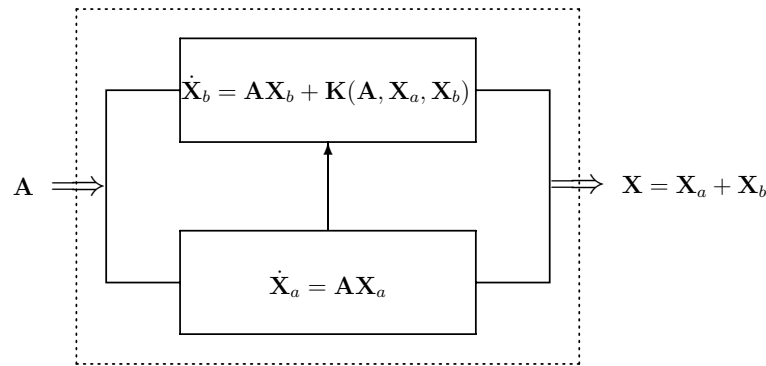 Ẋ_b = AX_b + K(A, X_a, X_b)
A
X = X_a + X_b
Ẋ_a = AX_a